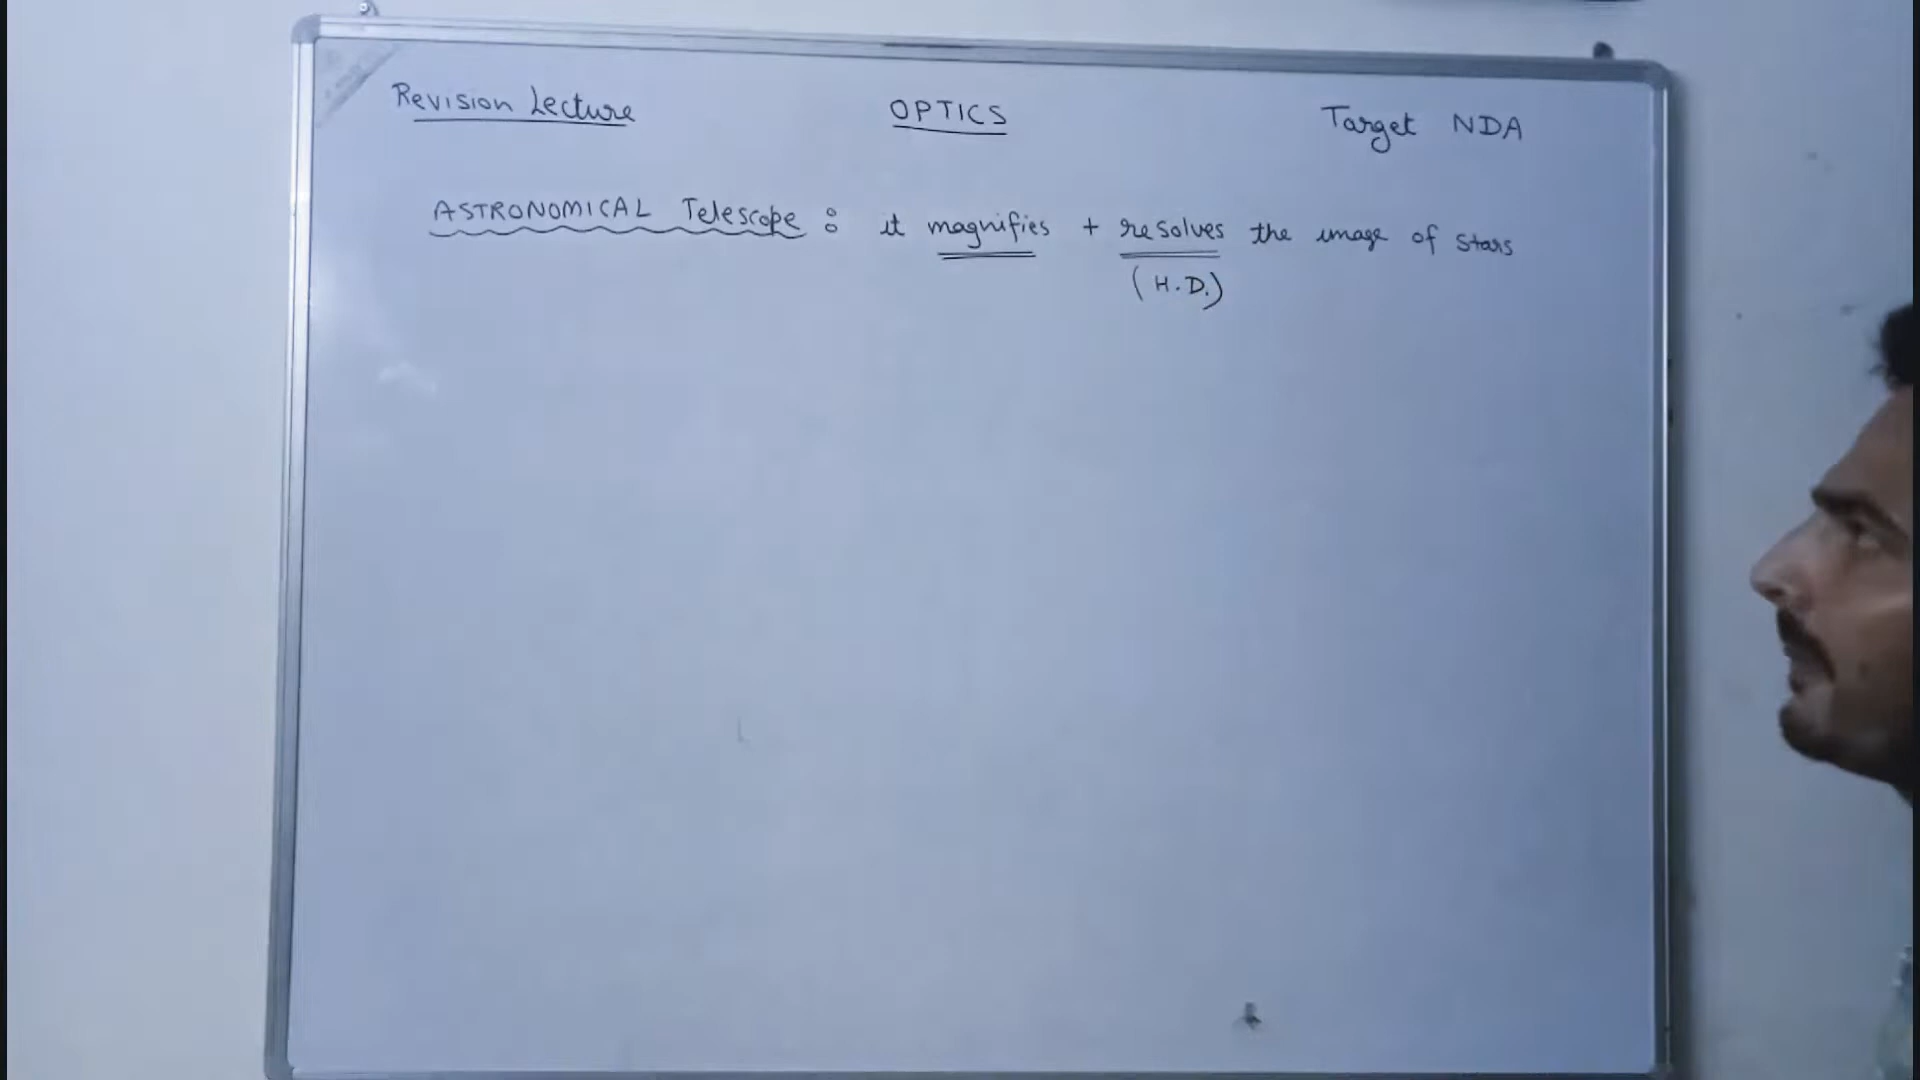 Revision Lecture OPTICS Target NDA
ASTRONOMICAL Telescope : it magnifies + resolves the image of stars
(H.D.)